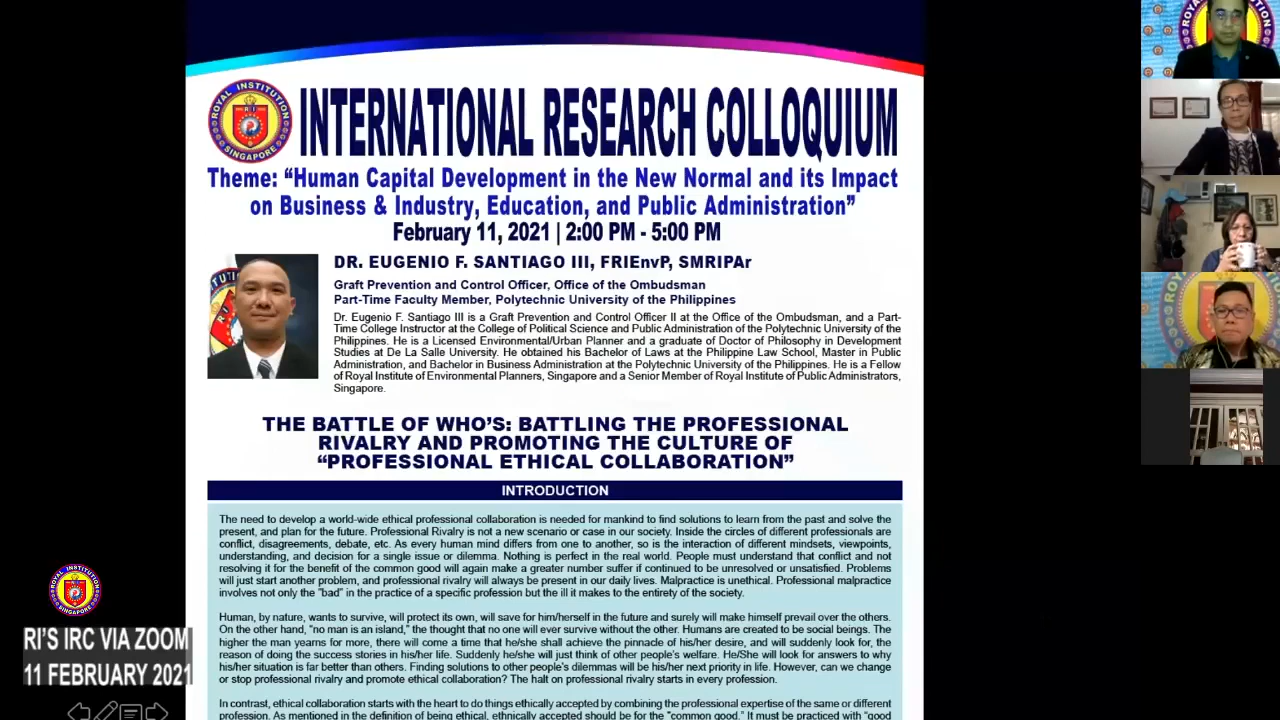 INTERNATIONAL RESEARCH COLLOQUIUM
ROYAL INSTITUTION
R I
SINGAPORE
Theme: “Human Capital Development in the New Normal and its Impact
on Business & Industry, Education, and Public Administration”
February 11, 2021 | 2:00 PM - 5:00 PM
DR. EUGENIO F. SANTIAGO III, FRIEnvP, SMRIPAr
Graft Prevention and Control Officer, Office of the Ombudsman
Part-Time Faculty Member, Polytechnic University of the Philippines
Dr. Eugenio F. Santiago III is a Graft Prevention and Control Officer II at the Office of the Ombudsman, and a Part-
Time College Instructor at the College of Political Science and Public Administration of the Polytechnic University of the
Philippines. He is a Licensed Environmental/Urban Planner and a graduate of Doctor of Philosophy in Development
Studies at De La Salle University. He obtained his Bachelor of Laws at the Philippine Law School, Master in Public
Administration, and Bachelor in Business Administration at the Polytechnic University of the Philippines. He is a Fellow
of Royal Institute of Environmental Planners, Singapore and a Senior Member of Royal Institute of Public Administrators,
Singapore.
THE BATTLE OF WHO’S: BATTLING THE PROFESSIONAL
RIVALRY AND PROMOTING THE CULTURE OF
“PROFESSIONAL ETHICAL COLLABORATION”
INTRODUCTION
The need to develop a world-wide ethical professional collaboration is needed for mankind to find solutions to learn from the past and solve the
present, and plan for the future. Professional Rivalry is not a new scenario or case in our society. Inside the circles of different professionals are
conflict, disagreements, debate, etc. As every human mind differs from one to another, so is the interaction of different mindsets, viewpoints,
understanding, and decision for a single issue or dilemma. Nothing is perfect in the real world. People must understand that conflict and not
resolving it for the benefit of the common good will again make a greater number suffer if continued to be unresolved or unsatisfied. Problems
will just start another problem, and professional rivalry will always be present in our daily lives. Malpractice is unethical. Professional malpractice
involves not only the "bad" in the practice of a specific profession but the ill it makes to the entirety of the society.
Human, by nature, wants to survive, will protect its own, will save for him/herself in the future and surely will make himself prevail over the others.
On the other hand, "no man is an island," the thought that no one will ever survive without the other. Humans are created to be social beings. The
higher the man yearns for more, there will come a time that he/she shall achieve the pinnacle of his/her desire, and will suddenly look for, the
reason of doing the success stories in his/her life. Suddenly he/she will just think of other people's welfare. He/She will look for answers to why
his/her situation is far better than others. Finding solutions to other people's dilemmas will be his/her next priority in life. However, can we change
or stop professional rivalry and promote ethical collaboration? The halt on professional rivalry starts in every profession.
In contrast, ethical collaboration starts with the heart to do things ethically accepted by combining the professional expertise of the same or different
profession. As mentioned in the definition of being ethical, ethnically accepted should be for the "common good." It must be practiced with "good
ROYAL INSTITUTION
R I
SINGAPORE
RI’S IRC VIA ZOOM
11 FEBRUARY 2021